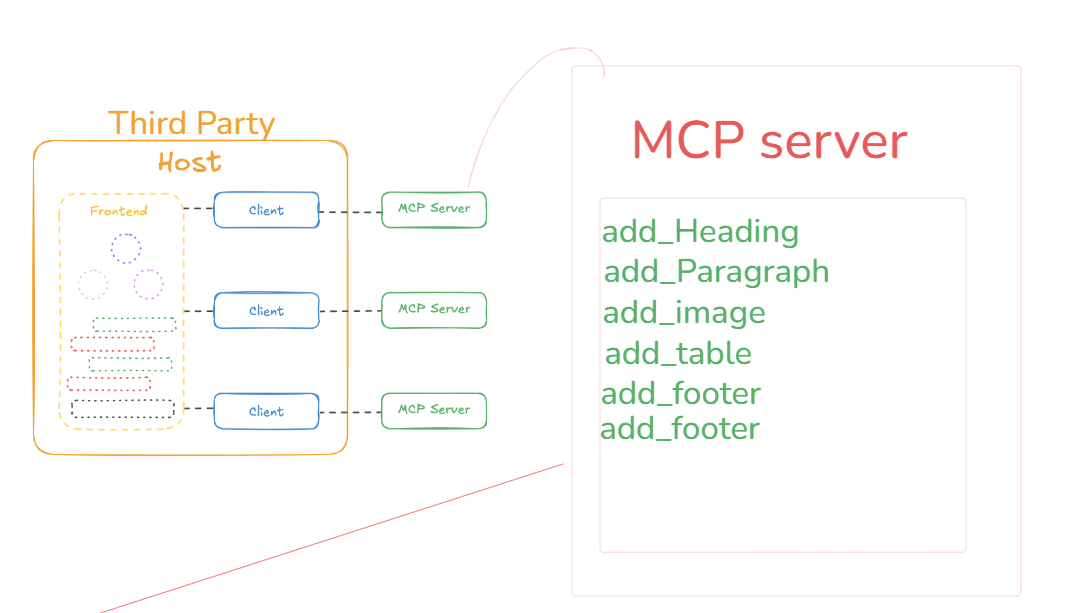 Third Party
Host
Frontend
Client
MCP Server
Client
MCP Server
Client
MCP Server
MCP server
add_Heading
add_Paragraph
add_image
add_table
add_footer
add_footer